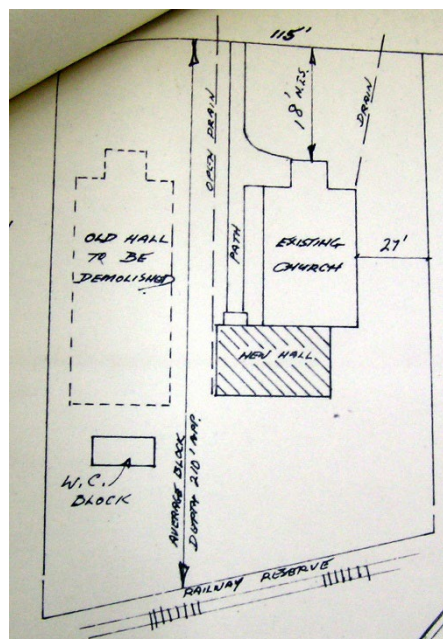 115'
OPEN DRAIN
18' M.I.S.
DRAIN
OLD HALL
TO BE
DEMOLISHED
PATH
EXISTING
CHURCH
27'
NEW HALL
W.C.
BLOCK
AVERAGE BLOCK
DEPTH 210' APP.
RAILWAY RESERVE